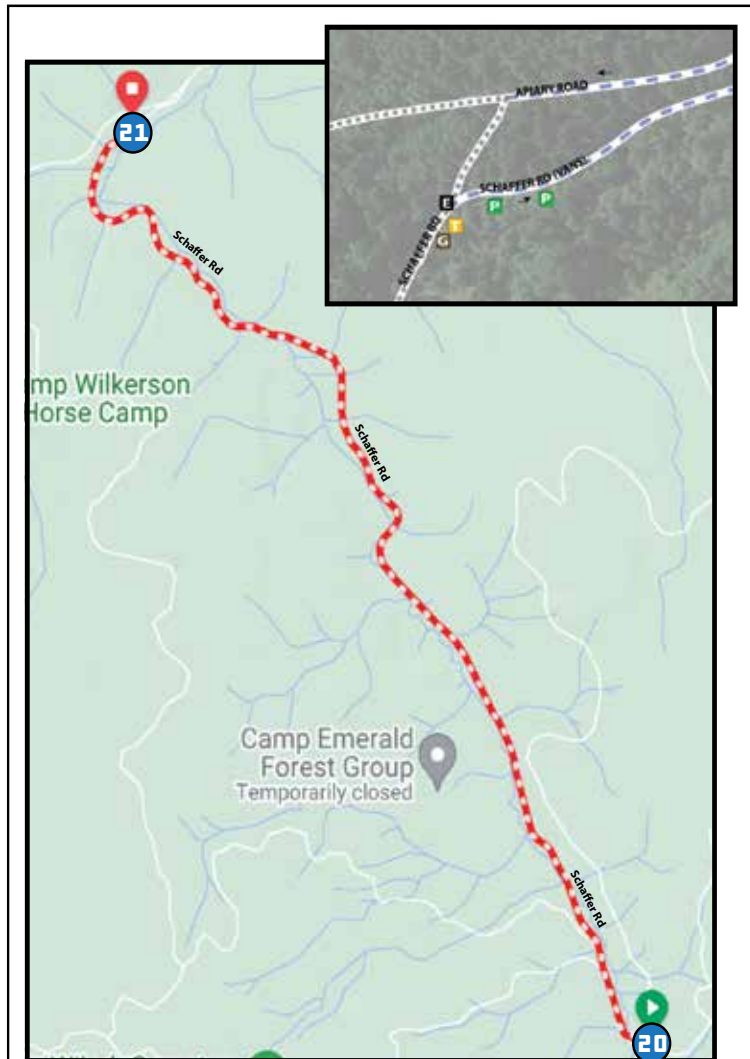 21
Schaffer Rd
mp Wilkerson
Horse Camp
Schaffer Rd
Camp Emerald
Forest Group
Temporarily closed
Schaffer Rd
20
APIARY ROAD
SCHAFFER RD (VANS)
E
P
P
T
G
SCHAFFER RD